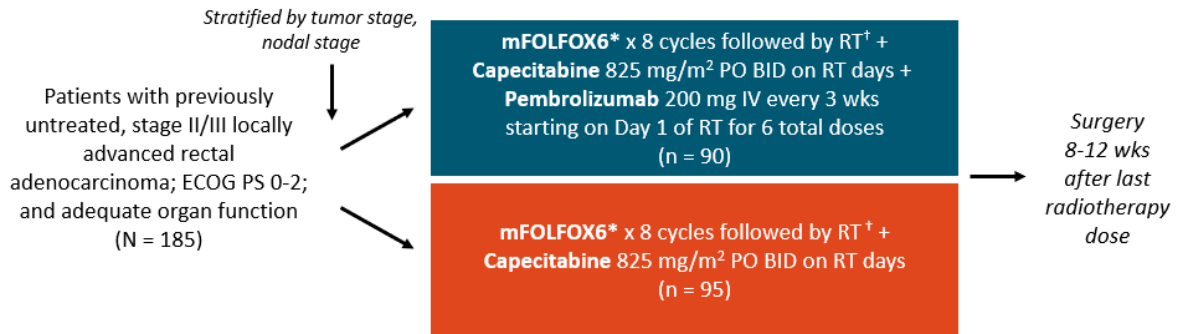 Stratified by tumor stage,
nodal stage
Patients with previously
untreated, stage II/III locally
advanced rectal
adenocarcinoma; ECOG PS 0-2;
and adequate organ function
(N = 185)
mFOLFOX6* x 8 cycles followed by RT† +
Capecitabine 825 mg/m² PO BID on RT days +
Pembrolizumab 200 mg IV every 3 wks
starting on Day 1 of RT for 6 total doses
(n = 90)
mFOLFOX6* x 8 cycles followed by RT † +
Capecitabine 825 mg/m² PO BID on RT days
(n = 95)
Surgery
8-12 wks
after last
radiotherapy
dose